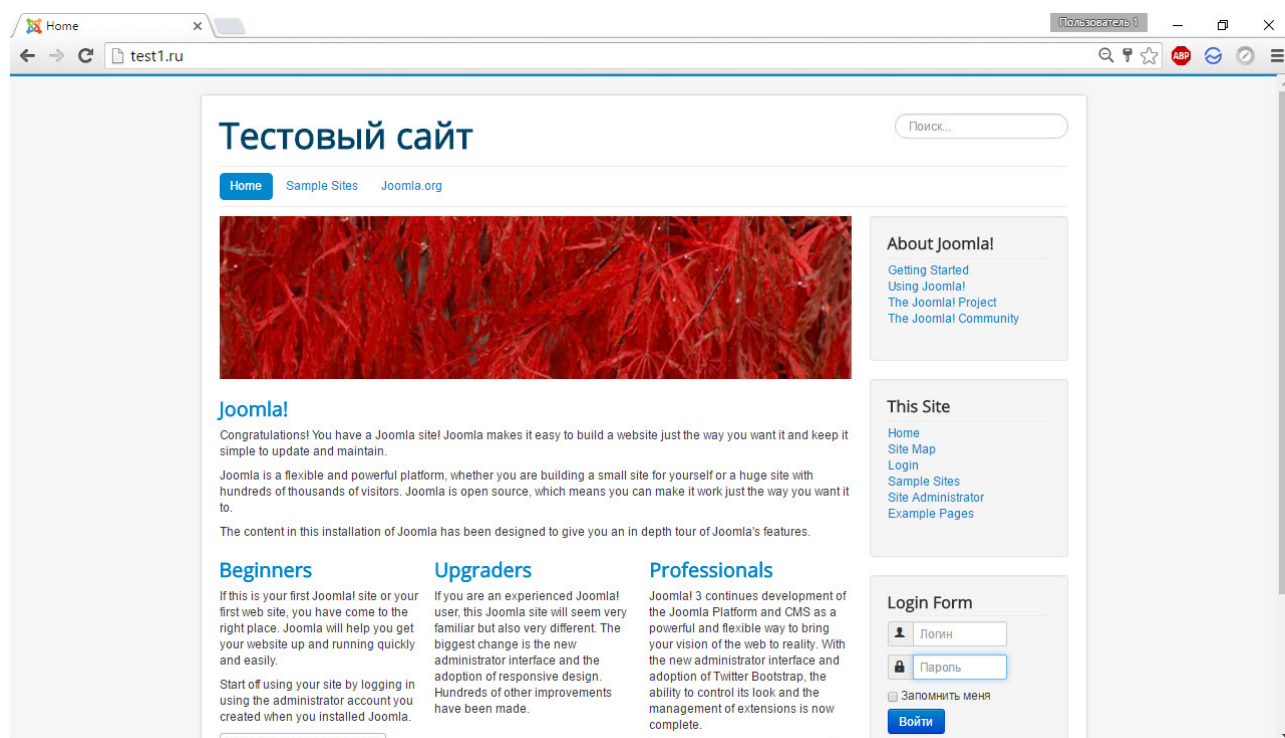 Home
Пользователь 1
test1.ru
ABP
Тестовый сайт
Поиск...
Home Sample Sites Joomla.org
Joomla!
Congratulations! You have a Joomla site! Joomla makes it easy to build a website just the way you want it and keep it
simple to update and maintain.
Joomla is a flexible and powerful platform, whether you are building a small site for yourself or a huge site with
hundreds of thousands of visitors. Joomla is open source, which means you can make it work just the way you want it
to.
The content in this installation of Joomla has been designed to give you an in depth tour of Joomla's features.
Beginners
If this is your first Joomla! site or your
first web site, you have come to the
right place. Joomla will help you get
your website up and running quickly
and easily.
Start off using your site by logging in
using the administrator account you
created when you installed Joomla.
Upgraders
If you are an experienced Joomla!
user, this Joomla site will seem very
familiar but also very different. The
biggest change is the new
administrator interface and the
adoption of responsive design.
Hundreds of other improvements
have been made.
Professionals
Joomla! 3 continues development of
the Joomla Platform and CMS as a
powerful and flexible way to bring
your vision of the web to reality. With
the new administrator interface and
adoption of Twitter Bootstrap, the
ability to control its look and the
management of extensions is now
complete.
About Joomla!
Getting Started
Using Joomla!
The Joomla! Project
The Joomla! Community
This Site
Home
Site Map
Login
Sample Sites
Site Administrator
Example Pages
Login Form
Логин
Пароль
Запомнить меня
Войти